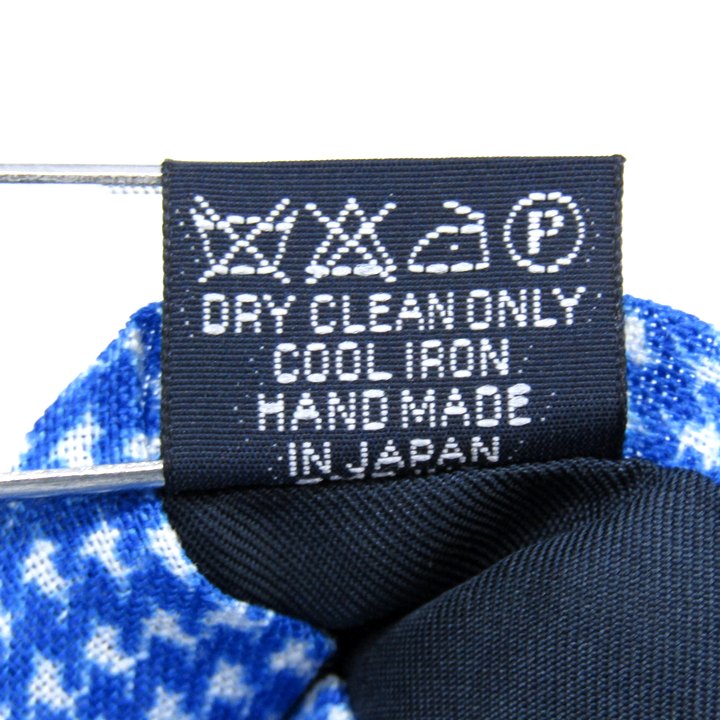 P
DRY CLEAN ONLY
COOL IRON
HAND MADE
IN JAPAN